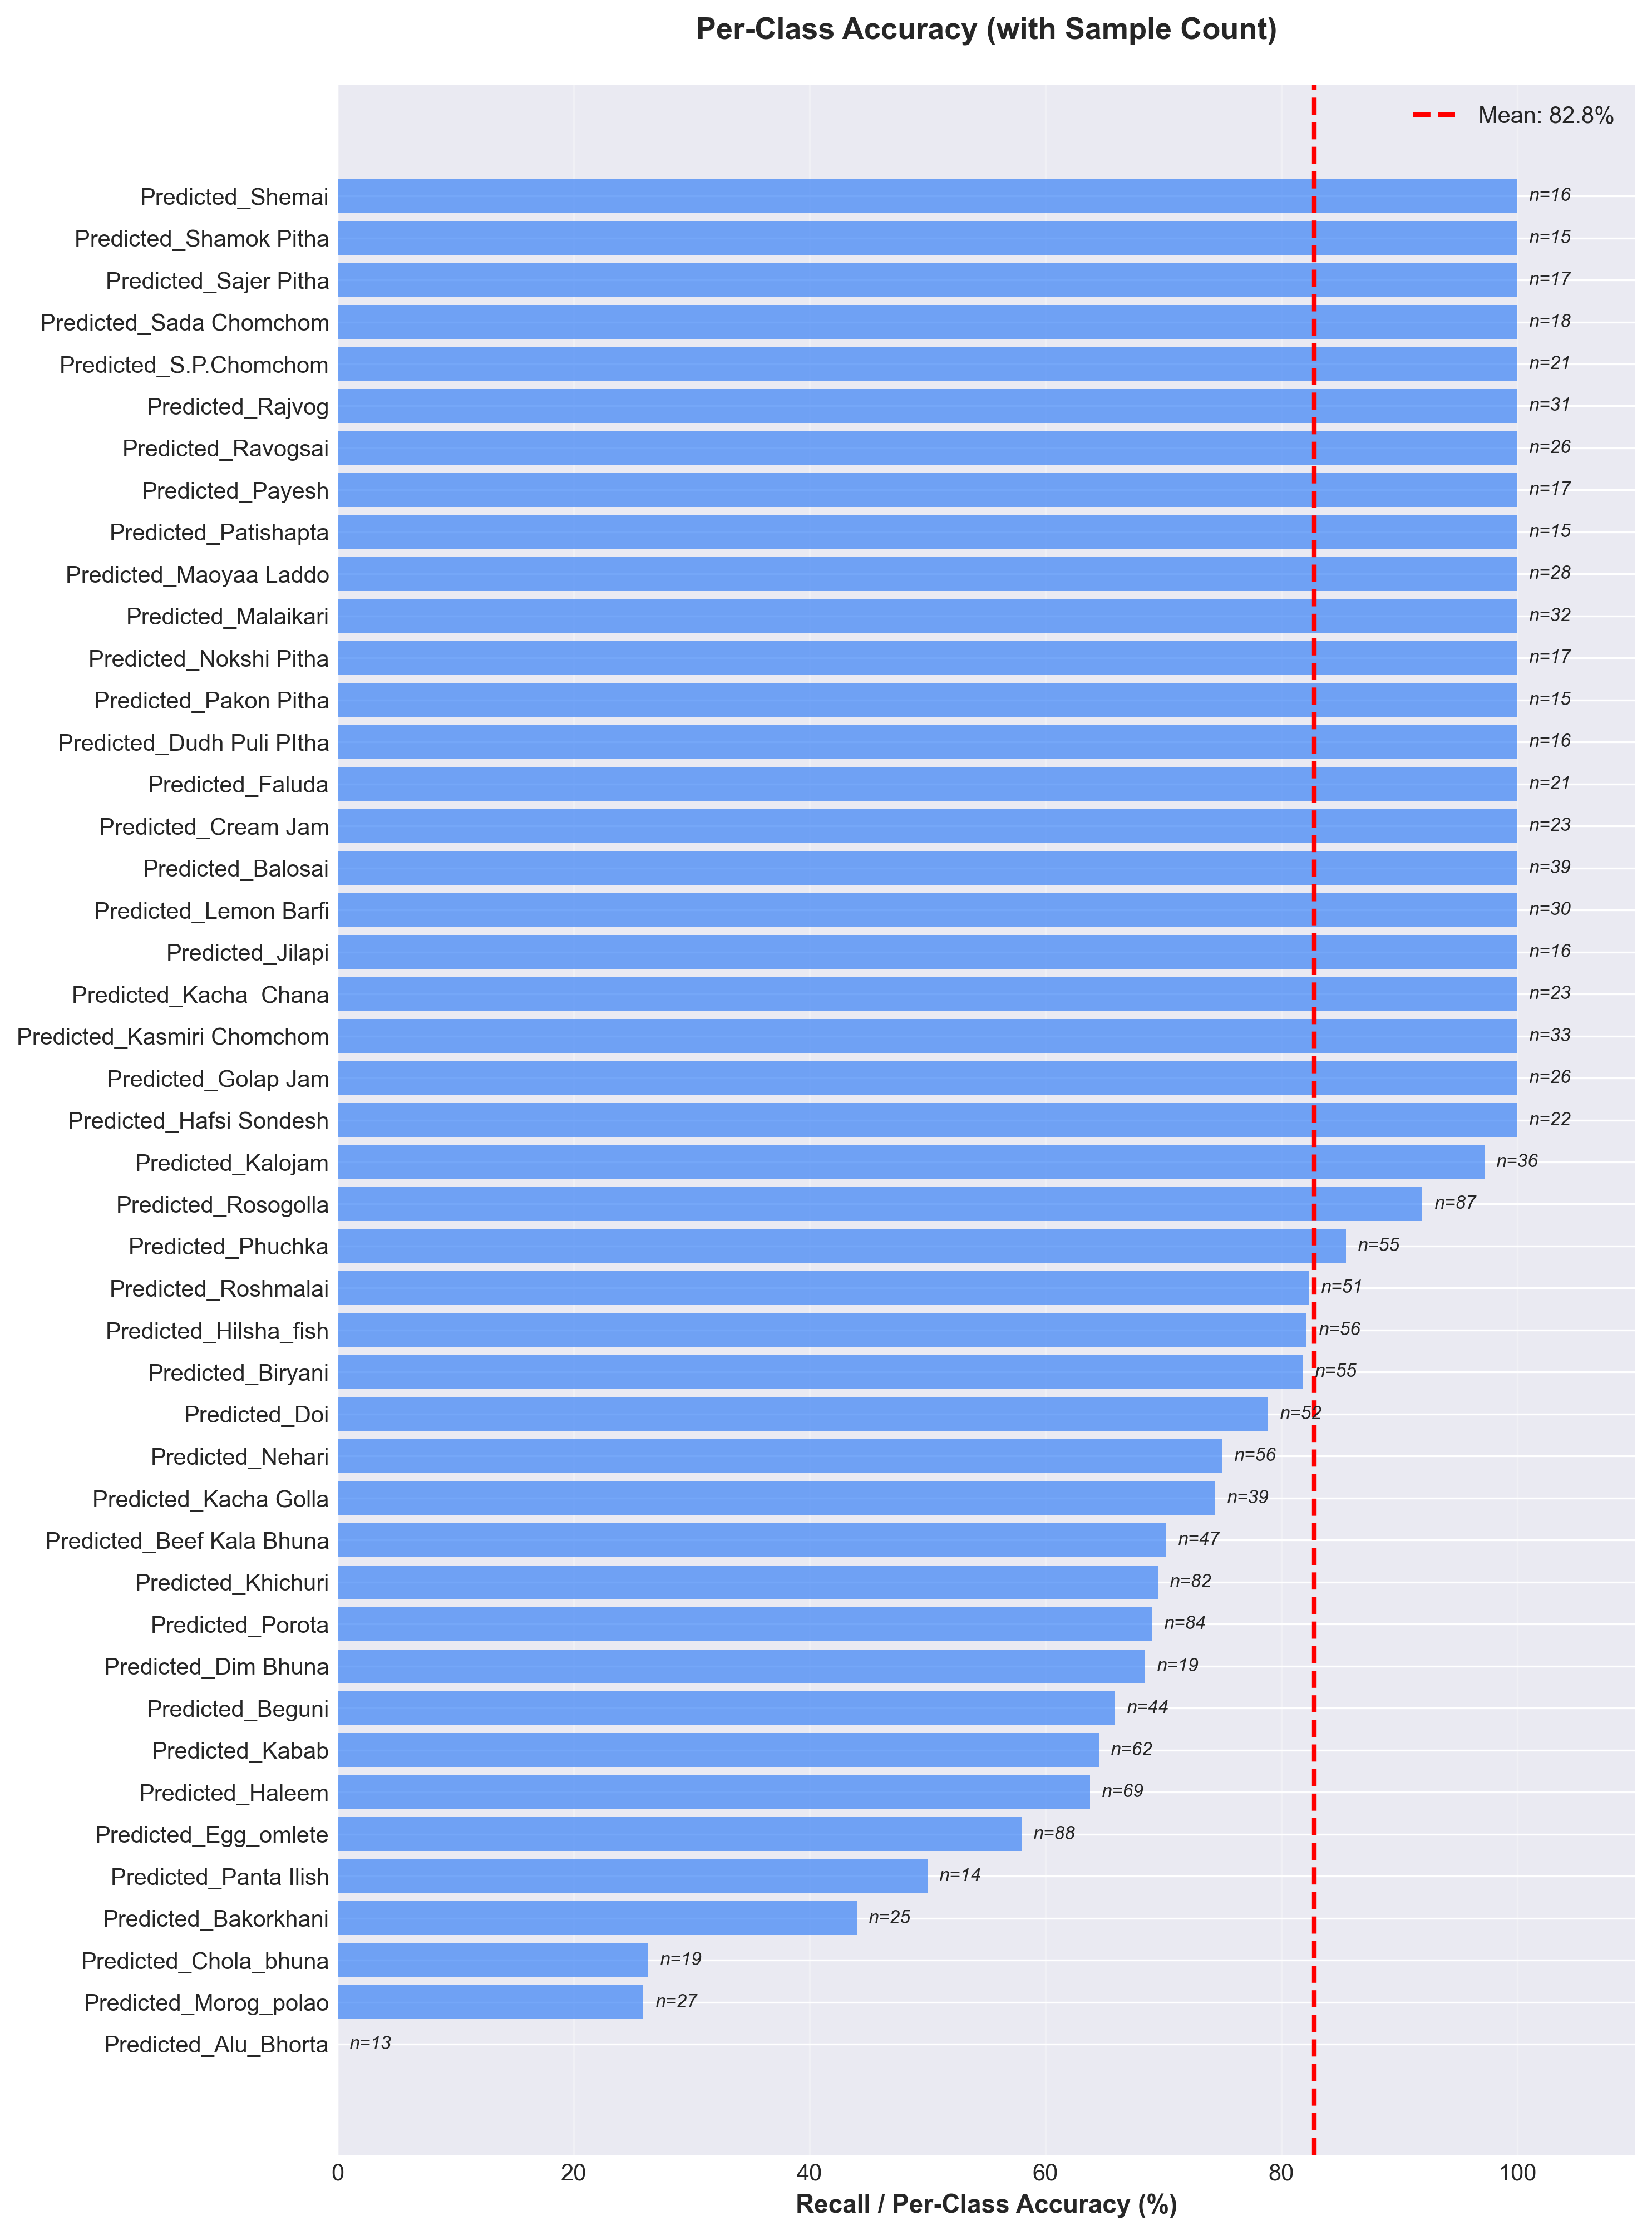 Per-Class Accuracy (with Sample Count)
Mean: 82.8%
Predicted_Shemai n=16
Predicted_Shamok Pitha n=15
Predicted_Sajer Pitha n=17
Predicted_Sada Chomchom n=18
Predicted_S.P.Chomchom n=21
Predicted_Rajvog n=31
Predicted_Ravogsai n=26
Predicted_Payesh n=17
Predicted_Patishapta n=15
Predicted_Maoyaa Laddo n=28
Predicted_Malaikari n=32
Predicted_Nokshi Pitha n=17
Predicted_Pakon Pitha n=15
Predicted_Dudh Puli PItha n=16
Predicted_Faluda n=21
Predicted_Cream Jam n=23
Predicted_Balosai n=39
Predicted_Lemon Barfi n=30
Predicted_Jilapi n=16
Predicted_Kacha  Chana n=23
Predicted_Kasmiri Chomchom n=33
Predicted_Golap Jam n=26
Predicted_Hafsi Sondesh n=22
Predicted_Kalojam n=36
Predicted_Rosogolla n=87
Predicted_Phuchka n=55
Predicted_Roshmalai n=51
Predicted_Hilsha_fish n=56
Predicted_Biryani n=55
Predicted_Doi n=52
Predicted_Nehari n=56
Predicted_Kacha Golla n=39
Predicted_Beef Kala Bhuna n=47
Predicted_Khichuri n=82
Predicted_Porota n=84
Predicted_Dim Bhuna n=19
Predicted_Beguni n=44
Predicted_Kabab n=62
Predicted_Haleem n=69
Predicted_Egg_omlete n=88
Predicted_Panta Ilish n=14
Predicted_Bakorkhani n=25
Predicted_Chola_bhuna n=19
Predicted_Morog_polao n=27
Predicted_Alu_Bhorta n=13
0 20 40 60 80 100
Recall / Per-Class Accuracy (%)